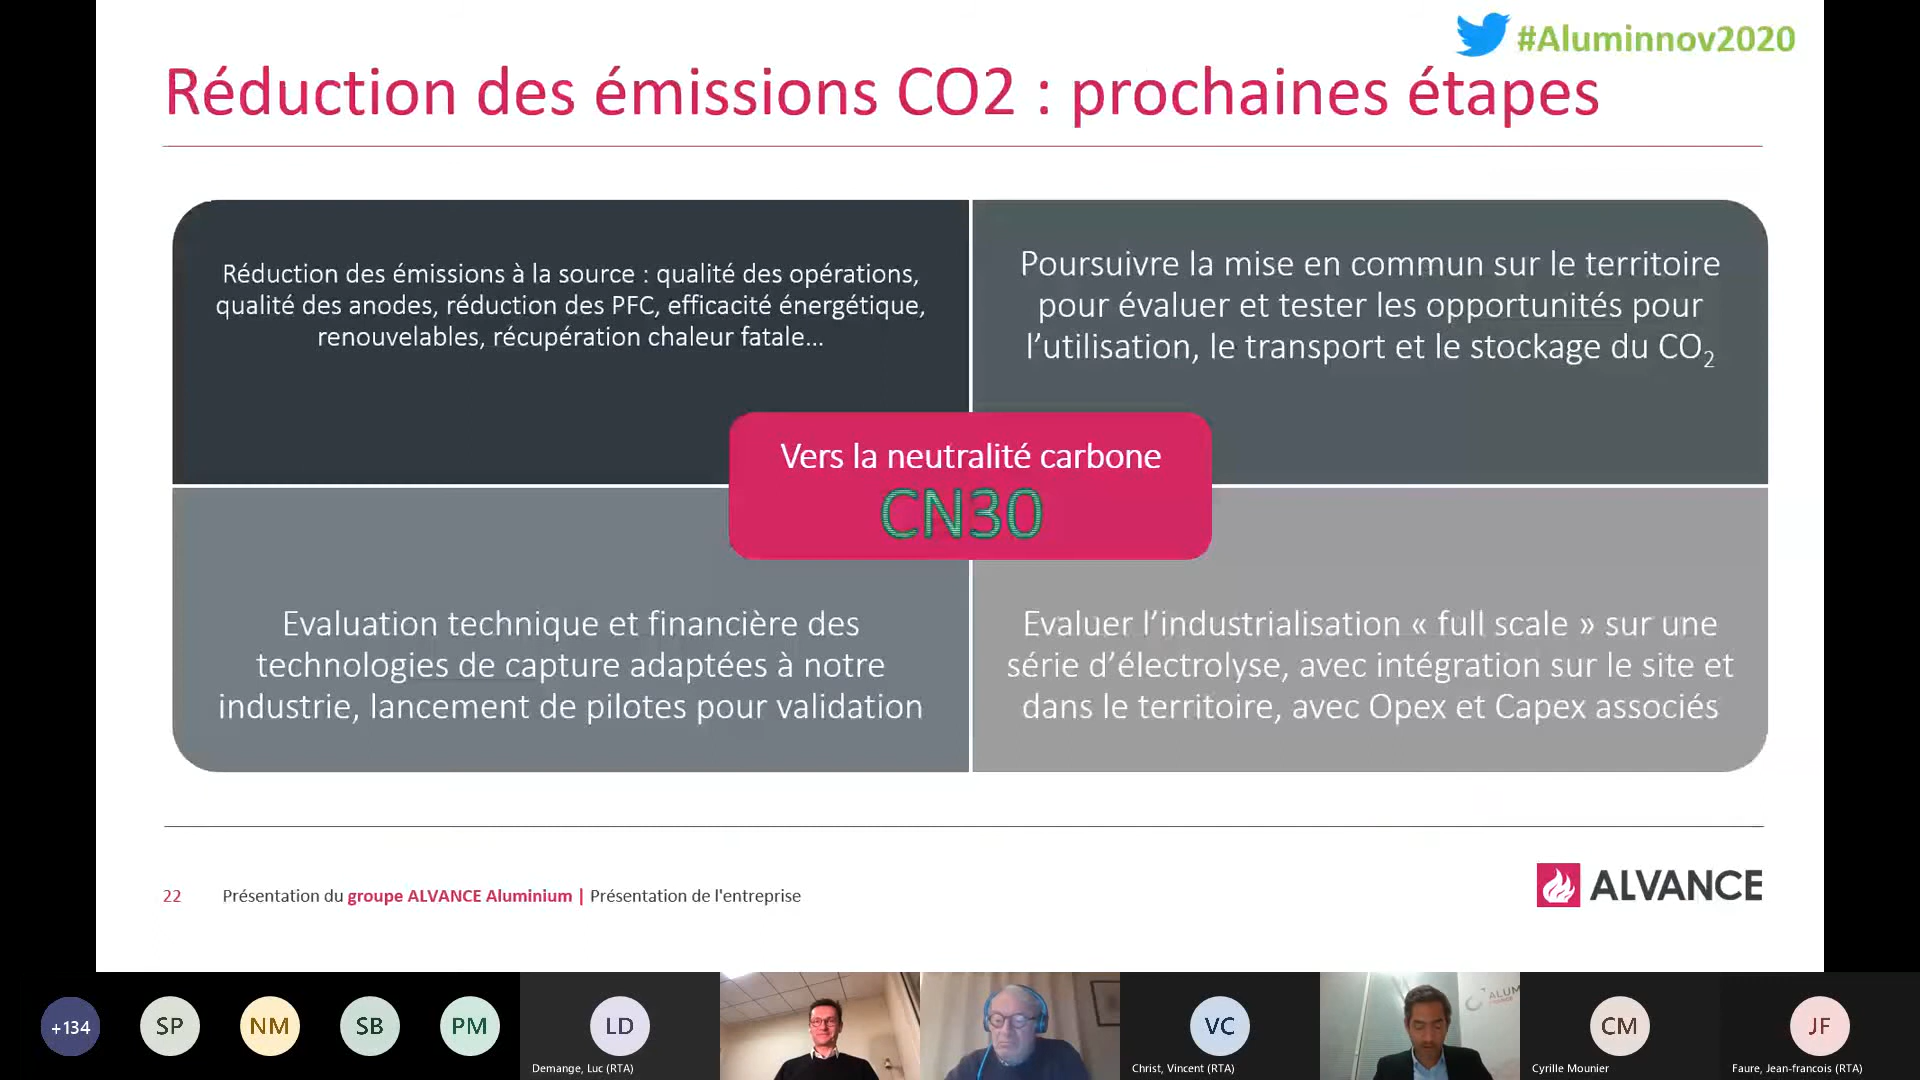 #Aluminnov2020
Réduction des émissions CO2 : prochaines étapes
Réduction des émissions à la source : qualité des opérations,
qualité des anodes, réduction des PFC, efficacité énergétique,
renouvelables, récupération chaleur fatale...
Poursuivre la mise en commun sur le territoire
pour évaluer et tester les opportunités pour
l'utilisation, le transport et le stockage du CO₂
Vers la neutralité carbone
CN30
Evaluation technique et financière des
technologies de capture adaptées à notre
industrie, lancement de pilotes pour validation
Evaluer l'industrialisation « full scale » sur une
série d'électrolyse, avec intégration sur le site et
dans le territoire, avec Opex et Capex associés
22 Présentation du groupe ALVANCE Aluminium | Présentation de l'entreprise
ALVANCE
+134 SP NM SB PM LD VC CM JF
ALUM
Demange, Luc (RTA) Christ, Vincent (RTA) Cyrille Mounier Faure, Jean-francois (RTA)